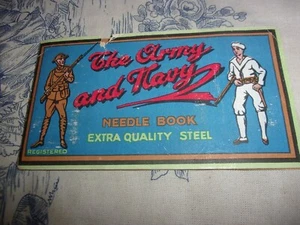 The Army
and Navy
NEEDLE BOOK
EXTRA QUALITY STEEL
REGISTERED